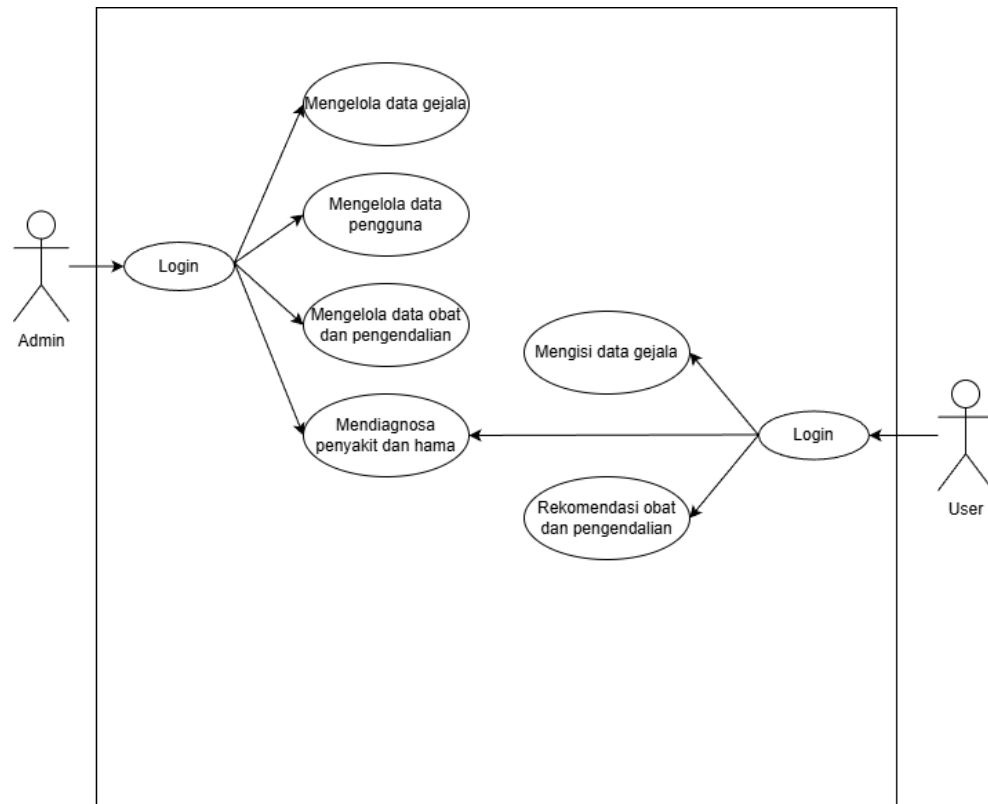 Mengelola data gejala
Mengelola data
pengguna
Login
Admin
Mengelola data obat
dan pengendalian
Mengisi data gejala
Mendiagnosa
penyakit dan hama
Login
User
Rekomendasi obat
dan pengendalian